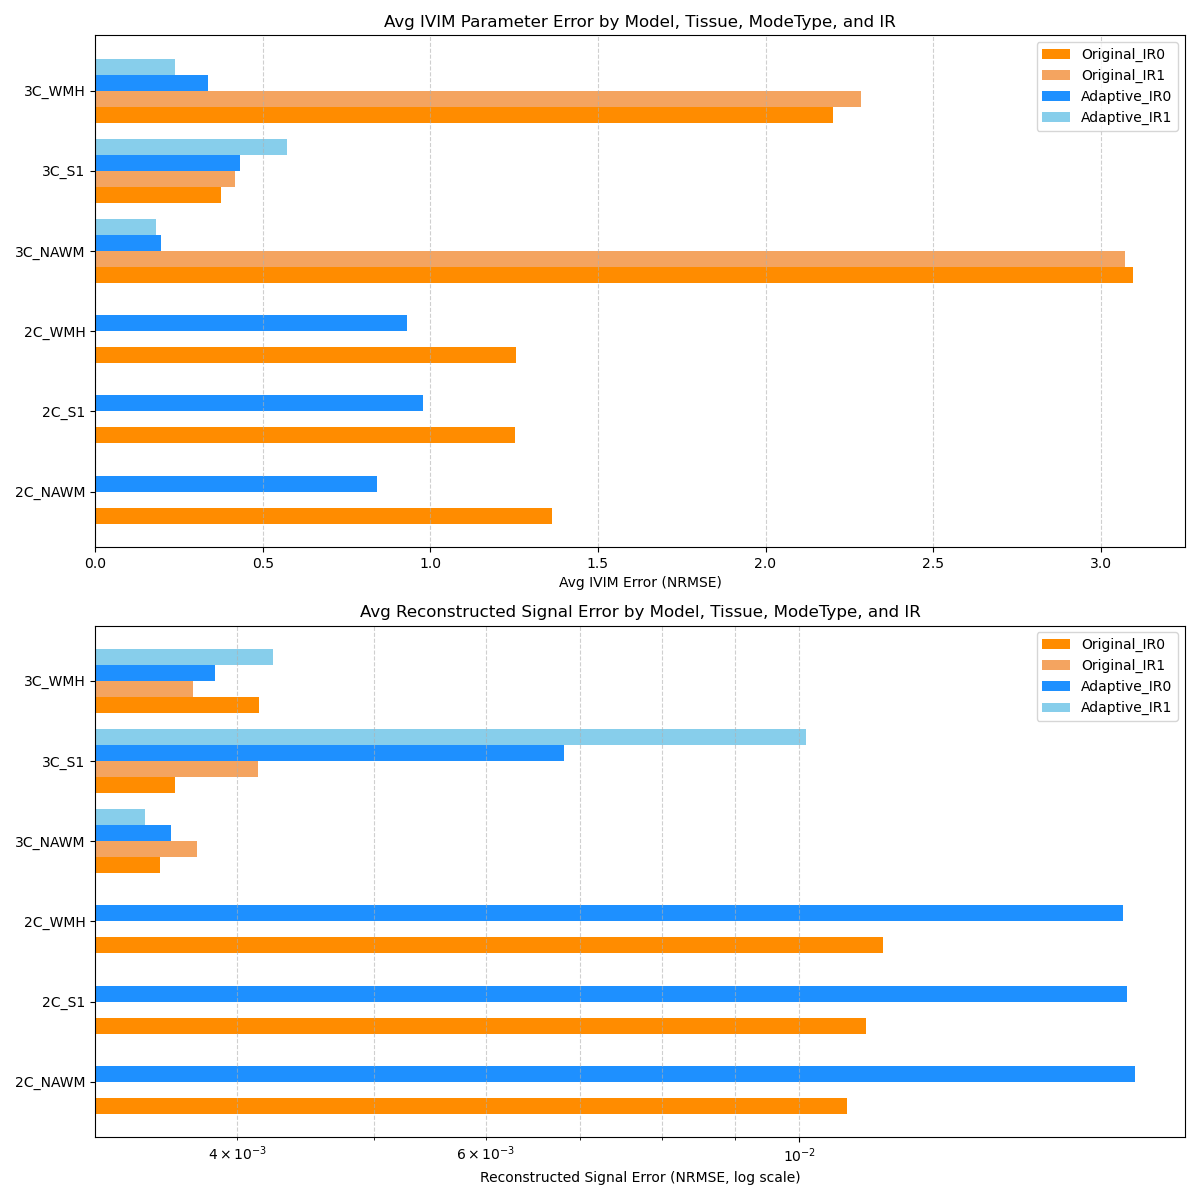 Avg IVIM Parameter Error by Model, Tissue, ModeType, and IR
Original_IR0
Original_IR1
Adaptive_IR0
Adaptive_IR1
3C_WMH
3C_S1
3C_NAWM
2C_WMH
2C_S1
2C_NAWM
0.0 0.5 1.0 1.5 2.0 2.5 3.0
Avg IVIM Error (NRMSE)
Avg Reconstructed Signal Error by Model, Tissue, ModeType, and IR
Original_IR0
Original_IR1
Adaptive_IR0
Adaptive_IR1
3C_WMH
3C_S1
3C_NAWM
2C_WMH
2C_S1
2C_NAWM
4 × 10⁻³ 6 × 10⁻³ 10⁻²
Reconstructed Signal Error (NRMSE, log scale)